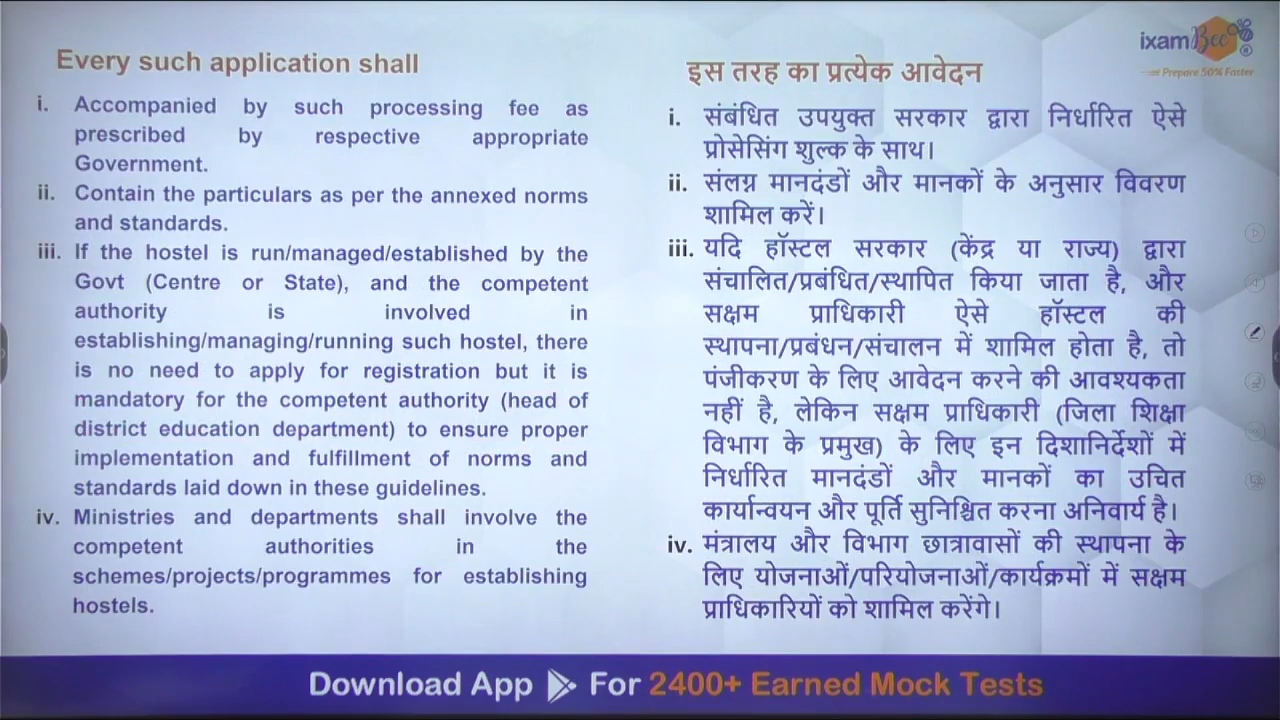 Every such application shall
i. Accompanied by such processing fee as
prescribed by respective appropriate
Government.
ii. Contain the particulars as per the annexed norms
and standards.
iii. If the hostel is run/managed/established by the
Govt (Centre or State), and the competent
authority is involved in
establishing/managing/running such hostel, there
is no need to apply for registration but it is
mandatory for the competent authority (head of
district education department) to ensure proper
implementation and fulfillment of norms and
standards laid down in these guidelines.
iv. Ministries and departments shall involve the
competent authorities in the
schemes/projects/programmes for establishing
hostels.
ixamBee
Prepare 50% Faster
इस तरह का प्रत्येक आवेदन
i. संबंधित उपयुक्त सरकार द्वारा निर्धारित ऐसे
प्रोसेसिंग शुल्क के साथ।
ii. संलग्न मानदंडों और मानकों के अनुसार विवरण
शामिल करें।
iii. यदि हॉस्टल सरकार (केंद्र या राज्य) द्वारा
संचालित/प्रबंधित/स्थापित किया जाता है, और
सक्षम प्राधिकारी ऐसे हॉस्टल की
स्थापना/प्रबंधन/संचालन में शामिल होता है, तो
पंजीकरण के लिए आवेदन करने की आवश्यकता
नहीं है, लेकिन सक्षम प्राधिकारी (जिला शिक्षा
विभाग के प्रमुख) के लिए इन दिशानिर्देशों में
निर्धारित मानदंडों और मानकों का उचित
कार्यान्वयन और पूर्ति सुनिश्चित करना अनिवार्य है।
iv. मंत्रालय और विभाग छात्रावासों की स्थापना के
लिए योजनाओं/परियोजनाओं/कार्यक्रमों में सक्षम
प्राधिकारियों को शामिल करेंगे।
Download App For 2400+ Earned Mock Tests